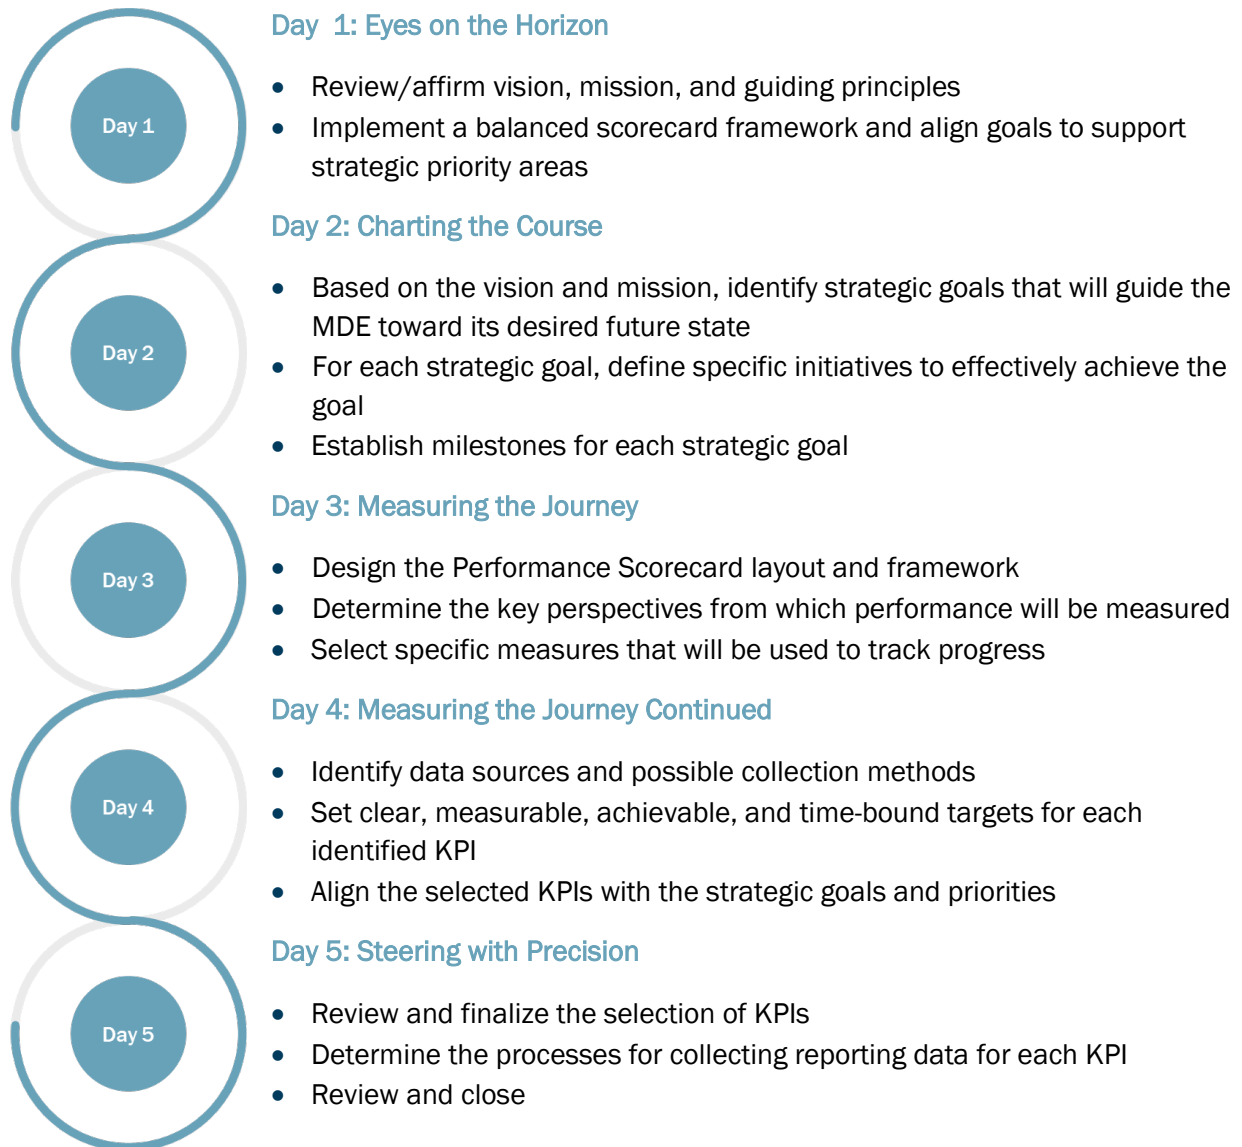 Day 1: Eyes on the Horizon
Day 1
• Review/affirm vision, mission, and guiding principles
• Implement a balanced scorecard framework and align goals to support
strategic priority areas
Day 2: Charting the Course
Day 2
• Based on the vision and mission, identify strategic goals that will guide the
MDE toward its desired future state
• For each strategic goal, define specific initiatives to effectively achieve the
goal
• Establish milestones for each strategic goal
Day 3: Measuring the Journey
Day 3
• Design the Performance Scorecard layout and framework
• Determine the key perspectives from which performance will be measured
• Select specific measures that will be used to track progress
Day 4: Measuring the Journey Continued
Day 4
• Identify data sources and possible collection methods
• Set clear, measurable, achievable, and time-bound targets for each
identified KPI
• Align the selected KPIs with the strategic goals and priorities
Day 5: Steering with Precision
Day 5
• Review and finalize the selection of KPIs
• Determine the processes for collecting reporting data for each KPI
• Review and close